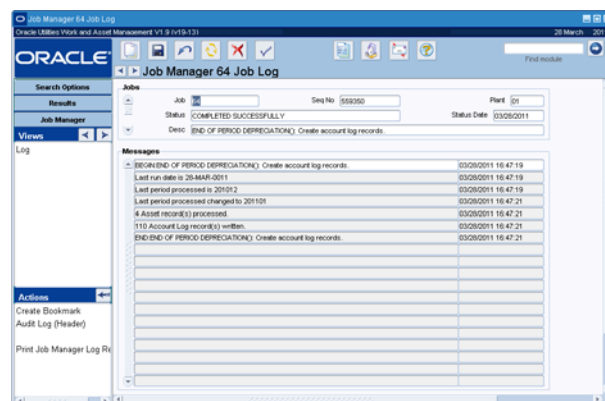 Job Manager 64 Job Log
Oracle Utilities Work and Asset Management V1.9 (v19-13)
28 March 201
ORACLE
Find module
Job Manager 64 Job Log
Search Options
Results
Job Manager
Views
Log
Jobs
Job 64 Seq No 559350 Plant 01
Status COMPLETED SUCCESSFULLY Status Date 03/28/2011
Desc END OF PERIOD DEPRECIATION(): Create account log records.
Messages
BEGIN:END OF PERIOD DEPRECIATION(): Create account log records. 03/28/2011 16:47:19
Last run date is 28-MAR-0011 03/28/2011 16:47:19
Last period processed is 201012 03/28/2011 16:47:19
Last period processed changed to 201101 03/28/2011 16:47:21
4 Asset record(s) processed. 03/28/2011 16:47:21
110 Account Log record(s) written. 03/28/2011 16:47:21
END:END OF PERIOD DEPRECIATION(): Create account log records. 03/28/2011 16:47:21
Actions
Create Bookmark
Audit Log (Header)
Print Job Manager Log Re